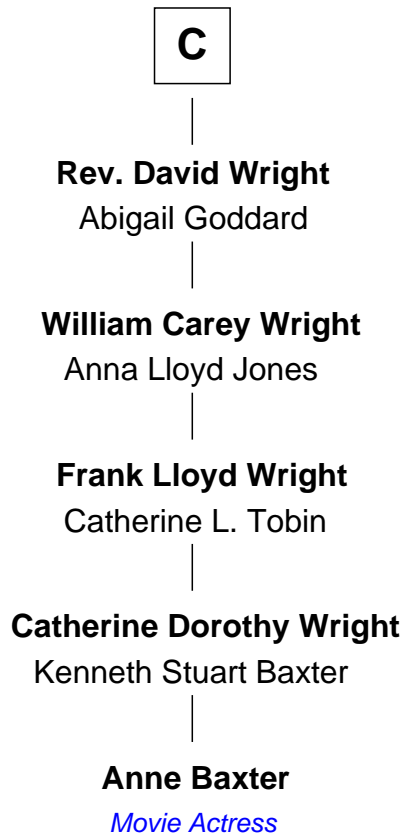 C
Rev. David Wright
Abigail Goddard
William Carey Wright
Anna Lloyd Jones
Frank Lloyd Wright
Catherine L. Tobin
Catherine Dorothy Wright
Kenneth Stuart Baxter
Anne Baxter
Movie Actress